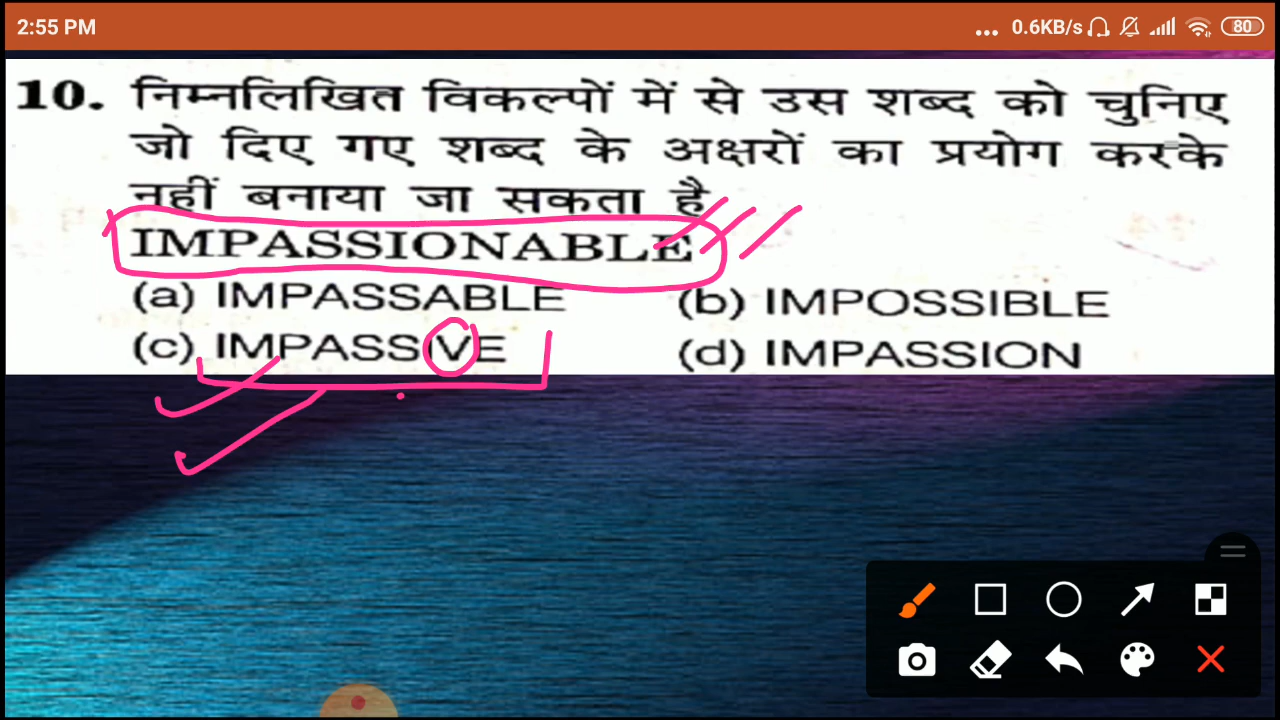 2:55 PM ... 0.6KB/s 80
10. निम्नलिखित विकल्पों में से उस शब्द को चुनिए
जो दिए गए शब्द के अक्षरों का प्रयोग करके
नहीं बनाया जा सकता है
IMPASSIONABLE
(a) IMPASSABLE (b) IMPOSSIBLE
(c) IMPASSIVE (d) IMPASSION